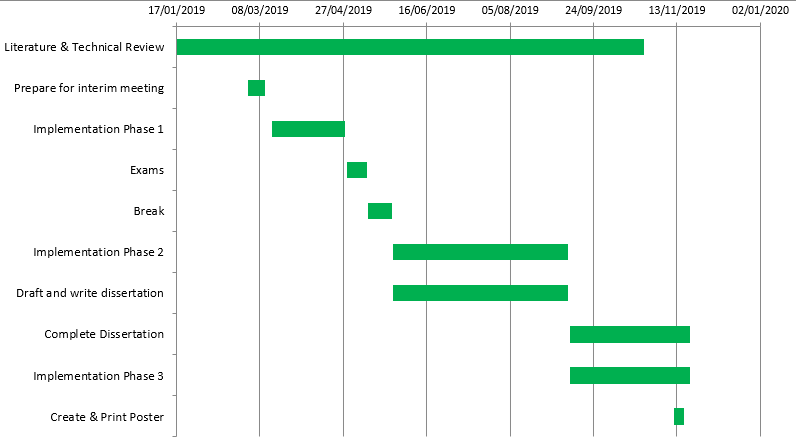 17/01/2019 08/03/2019 27/04/2019 16/06/2019 05/08/2019 24/09/2019 13/11/2019 02/01/2020
Literature & Technical Review
Prepare for interim meeting
Implementation Phase 1
Exams
Break
Implementation Phase 2
Draft and write dissertation
Complete Dissertation
Implementation Phase 3
Create & Print Poster